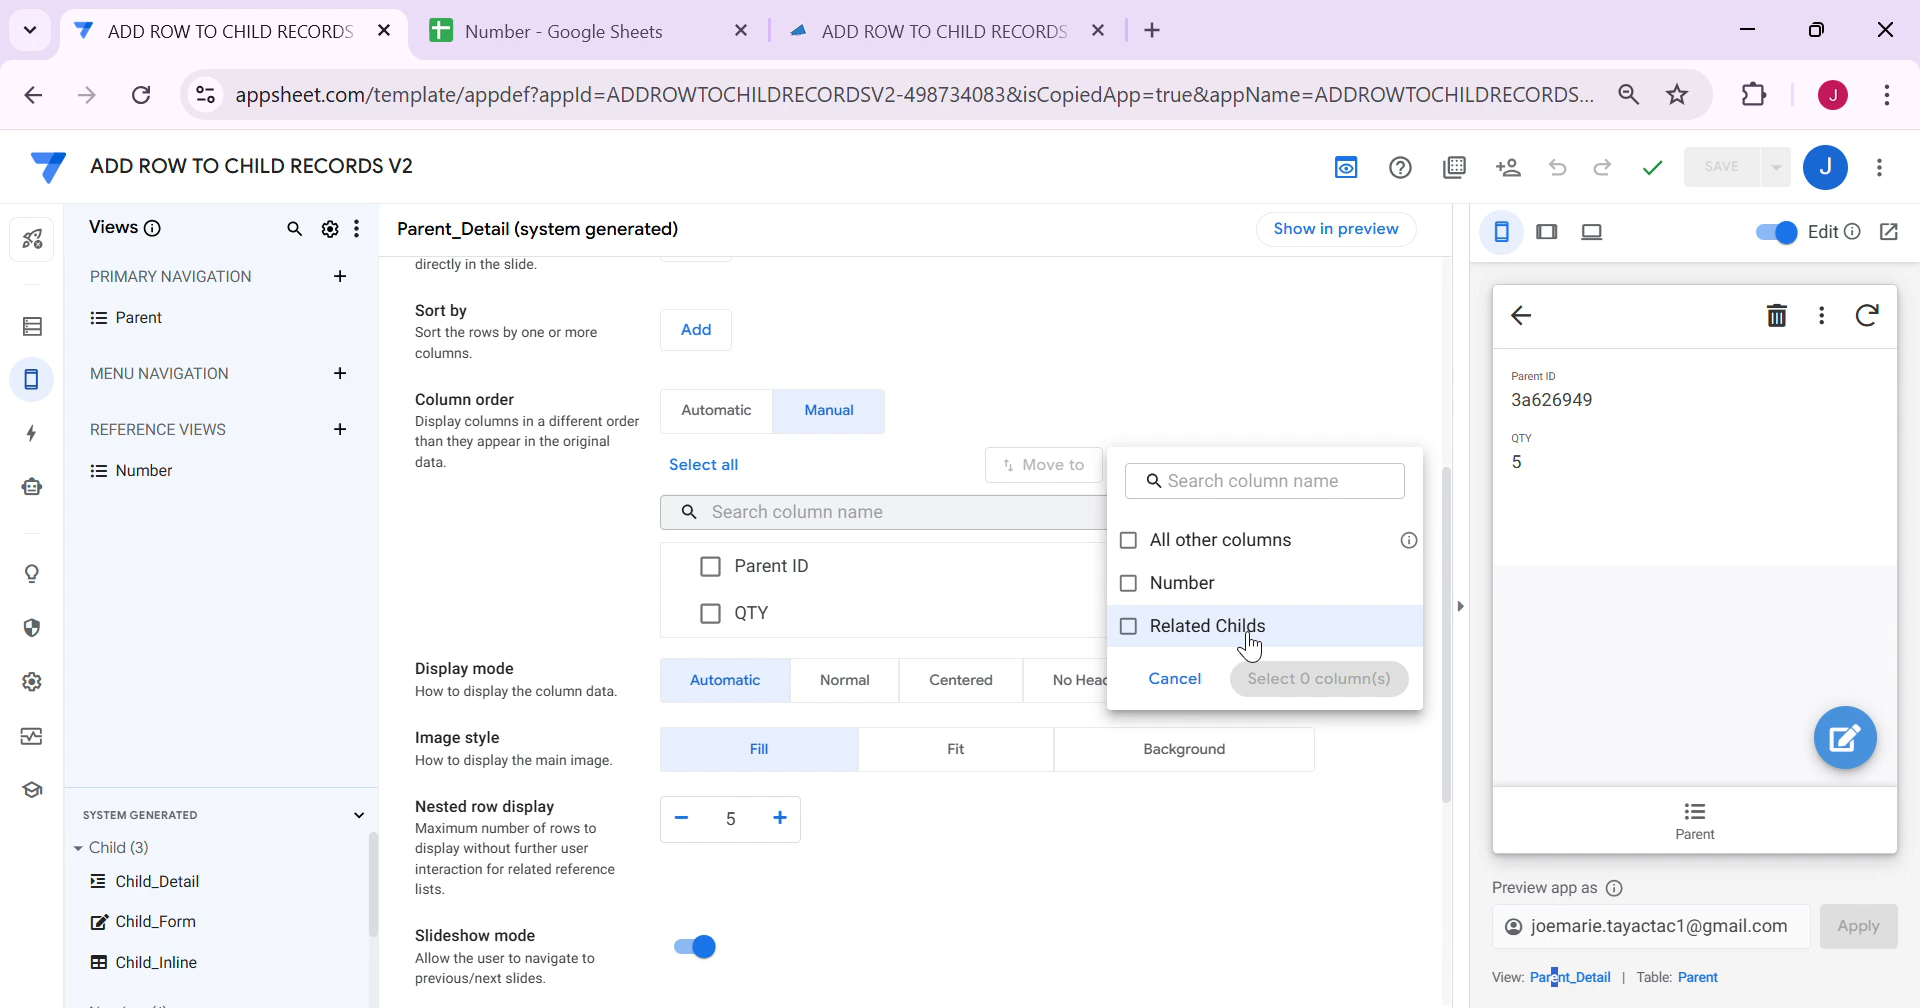 ADD ROW TO CHILD RECORDS
Number - Google Sheets
ADD ROW TO CHILD RECORDS
appsheet.com/template/appdef?appId=ADDROWTOCHILDRECORDSV2-498734083&isCopiedApp=true&appName=ADDROWTOCHILDRECORDS...
J
ADD ROW TO CHILD RECORDS V2
SAVE
J
Views
Parent_Detail (system generated)
Show in preview
Edit
directly in the slide.
PRIMARY NAVIGATION
Parent
MENU NAVIGATION
REFERENCE VIEWS
Number
SYSTEM GENERATED
Child (3)
Child_Detail
Child_Form
Child_Inline
Sort by
Sort the rows by one or more
columns.
Add
Column order
Display columns in a different order
than they appear in the original
data.
Automatic
Manual
Select all
Move to
Search column name
Parent ID
QTY
Search column name
All other columns
Number
Related Childs
Cancel
Select 0 column(s)
Display mode
How to display the column data.
Automatic
Normal
Centered
No Head
Image style
How to display the main image.
Fill
Fit
Background
Nested row display
Maximum number of rows to
display without further user
interaction for related reference
lists.
5
Slideshow mode
Allow the user to navigate to
previous/next slides.
Parent ID
3a626949
QTY
5
Parent
Preview app as
joemarie.tayactac1@gmail.com
Apply
View: Parent_Detail | Table: Parent